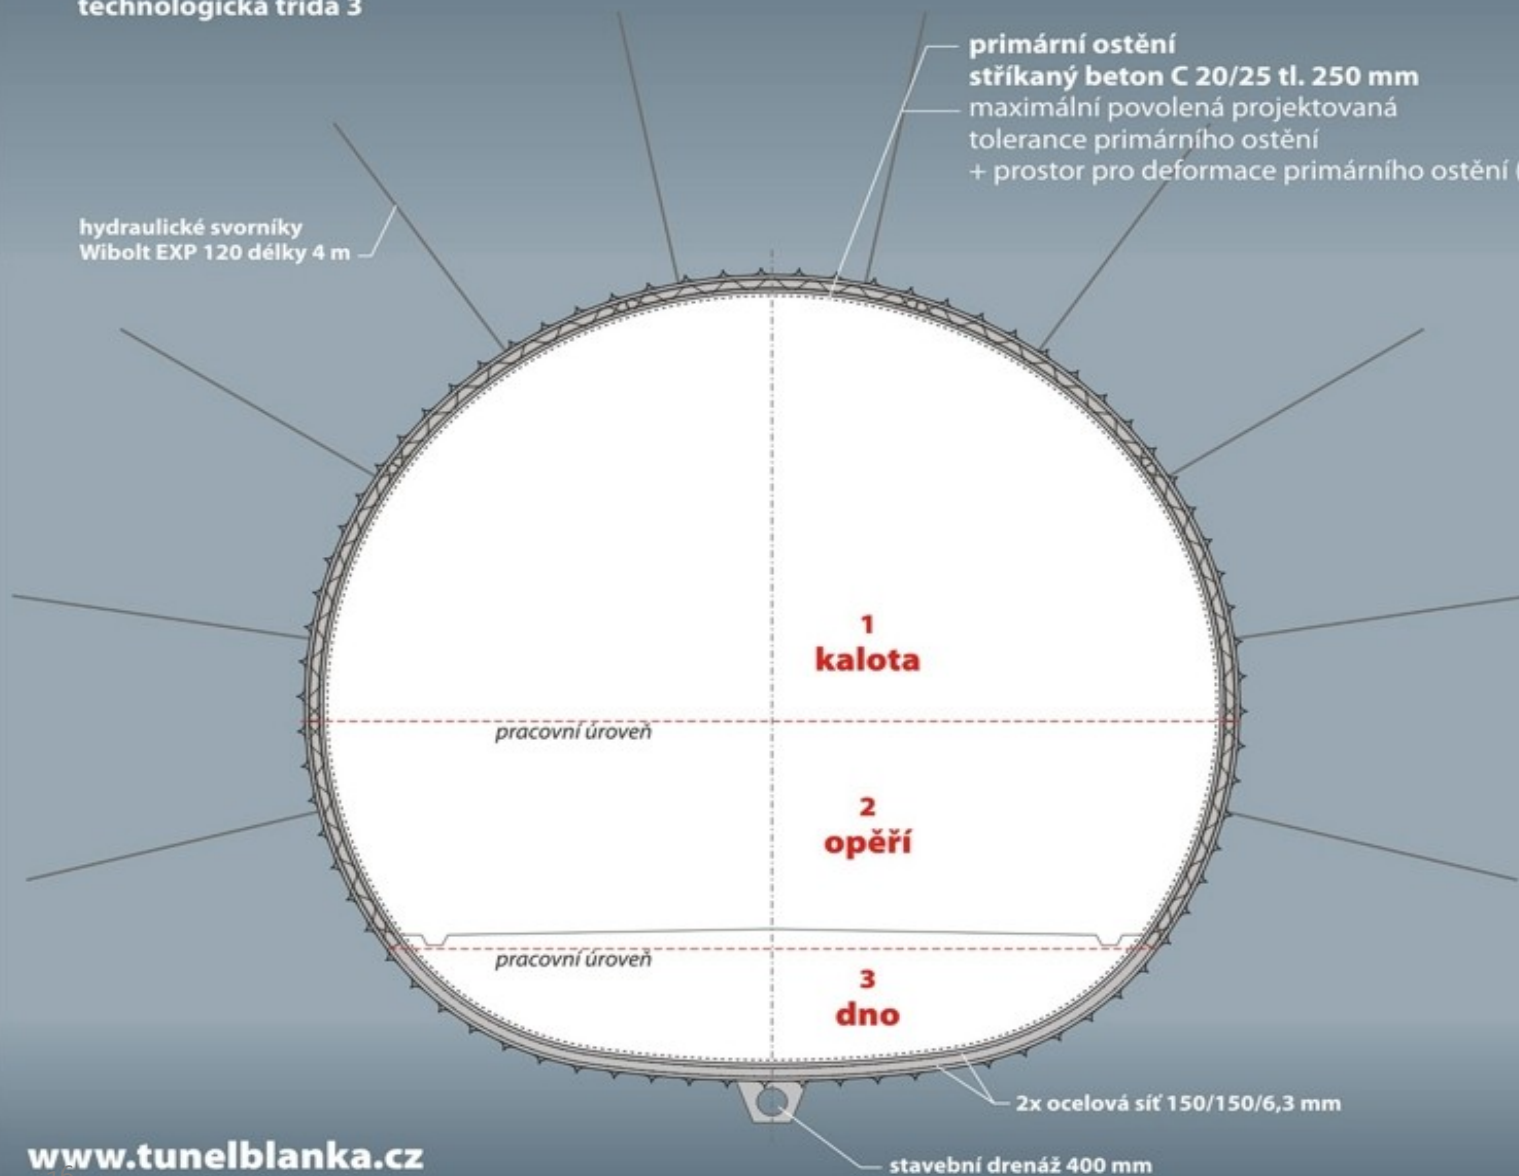 technologická třída 3
primární ostění
stříkaný beton C 20/25 tl. 250 mm
maximální povolená projektovaná
tolerance primárního ostění
+ prostor pro deformace primárního ostění (
hydraulické svorníky
Wibolt EXP 120 délky 4 m
1
kalota
pracovní úroveň
2
opěří
pracovní úroveň
3
dno
2x ocelová síť 150/150/6,3 mm
www.tunelblanka.cz
stavební drenáž 400 mm